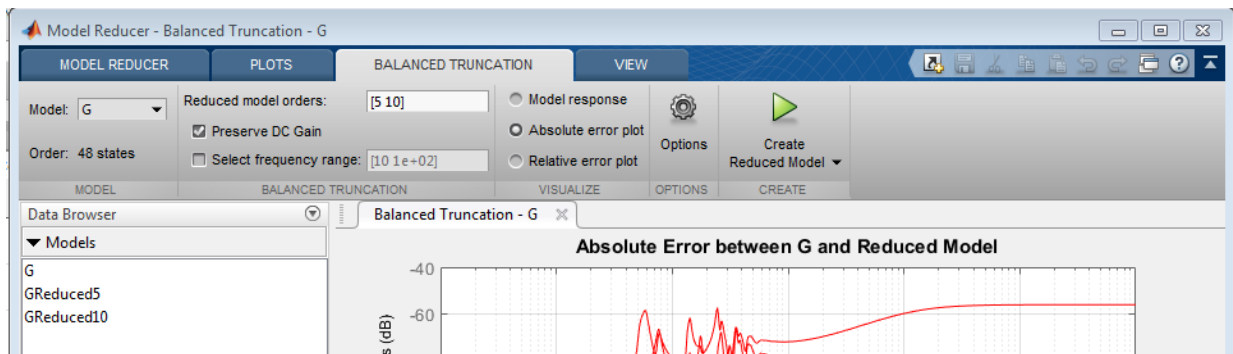 Model Reducer - Balanced Truncation - G
MODEL REDUCER PLOTS BALANCED TRUNCATION VIEW
Model: G
Order: 48 states
MODEL
Reduced model orders: [5 10]
Preserve DC Gain
Select frequency range: [10 1e+02]
BALANCED TRUNCATION
Model response
Absolute error plot
Relative error plot
VISUALIZE
Options
OPTIONS
Create
Reduced Model
CREATE
Data Browser
Models
G
GReduced5
GReduced10
Balanced Truncation - G
Absolute Error between G and Reduced Model
-40
-60
(dB)